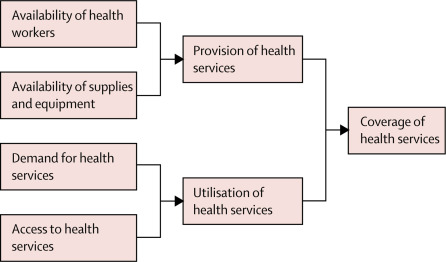 Availability of health
workers
Provision of health
services
Availability of supplies
and equipment
Coverage of
health services
Demand for health
services
Utilisation of
health services
Access to health
services